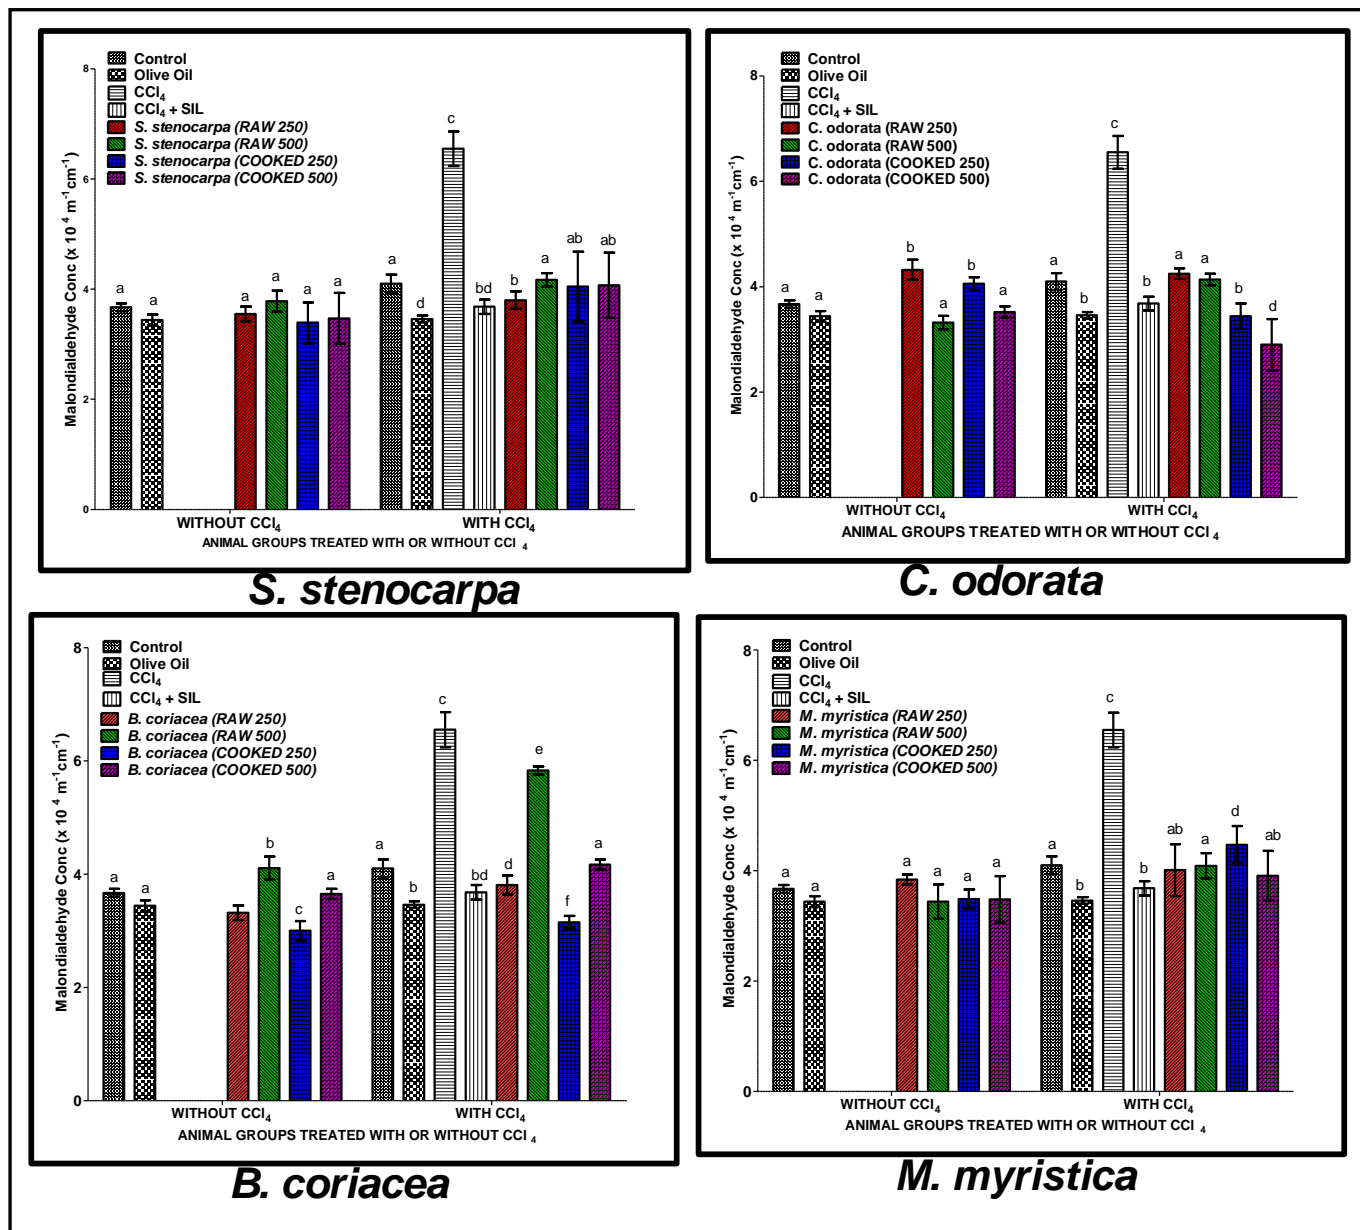 Control
Olive Oil
CCl4
CCl4 + SIL
S. stenocarpa (RAW 250)
S. stenocarpa (RAW 500)
S. stenocarpa (COOKED 250)
S. stenocarpa (COOKED 500)
Malondialdehyde Conc (x 10 4 m-1cm-1)
8
6
4
2
0
a a a a a a a d c bd b a ab ab
WITHOUT CCl4 WITH CCl4
ANIMAL GROUPS TREATED WITH OR WITHOUT CCl 4
S. stenocarpa
Control
Olive Oil
CCl4
CCl4 + SIL
C. odorata (RAW 250)
C. odorata (RAW 500)
C. odorata (COOKED 250)
C. odorata (COOKED 500)
Malondialdehyde Conc (x 10 4 m-1cm-1)
8
6
4
2
0
a a b a b a a b c b a a b d
WITHOUT CCl4 WITH CCl4
ANIMAL GROUPS TREATED WITH OR WITHOUT CCl 4
C. odorata
Control
Olive Oil
CCl4
CCl4 + SIL
B. coriacea (RAW 250)
B. coriacea (RAW 500)
B. coriacea (COOKED 250)
B. coriacea (COOKED 500)
Malondialdehyde Conc (x 10 4 m-1cm-1)
8
6
4
2
0
a a a b c a a b c bd d e f a
WITHOUT CCl4 WITH CCl4
ANIMAL GROUPS TREATED WITH OR WITHOUT CCl 4
B. coriacea
Control
Olive Oil
CCl4
CCl4 + SIL
M. myristica (RAW 250)
M. myristica (RAW 500)
M. myristica (COOKED 250)
M. myristica (COOKED 500)
Malondialdehyde Conc (x 10 4 m-1cm-1)
8
6
4
2
0
a a a a a a a b c b ab a d ab
WITHOUT CCl4 WITH CCl4
ANIMAL GROUPS TREATED WITH OR WITHOUT CCl 4
M. myristica